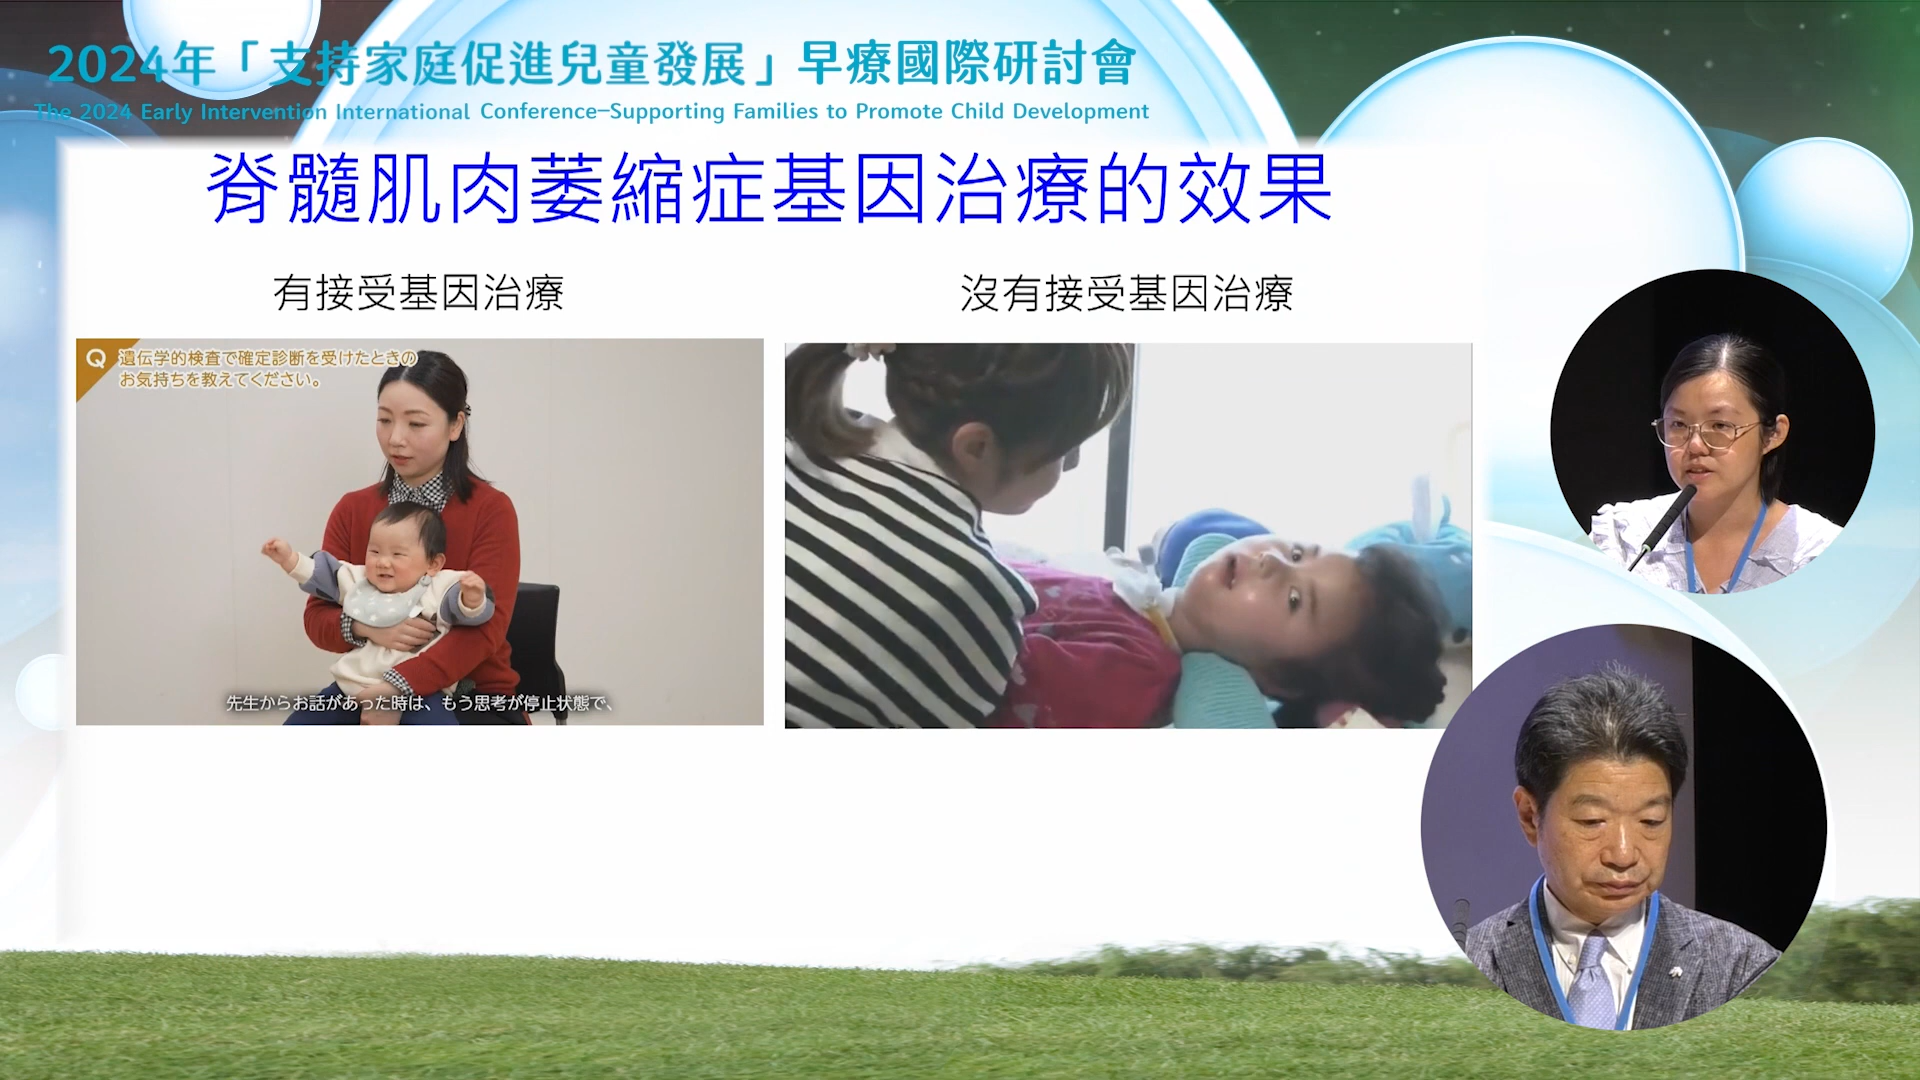 2024年「支持家庭促進兒童發展」早療國際研討會
The 2024 Early Intervention International Conference—Supporting Families to Promote Child Development
脊髓肌肉萎縮症基因治療的效果
有接受基因治療
沒有接受基因治療
Q 遺伝学的検査で確定診断を受けたときの
お気持ちを教えてください。
先生からお話があった時は、もう思考が停止状態で、